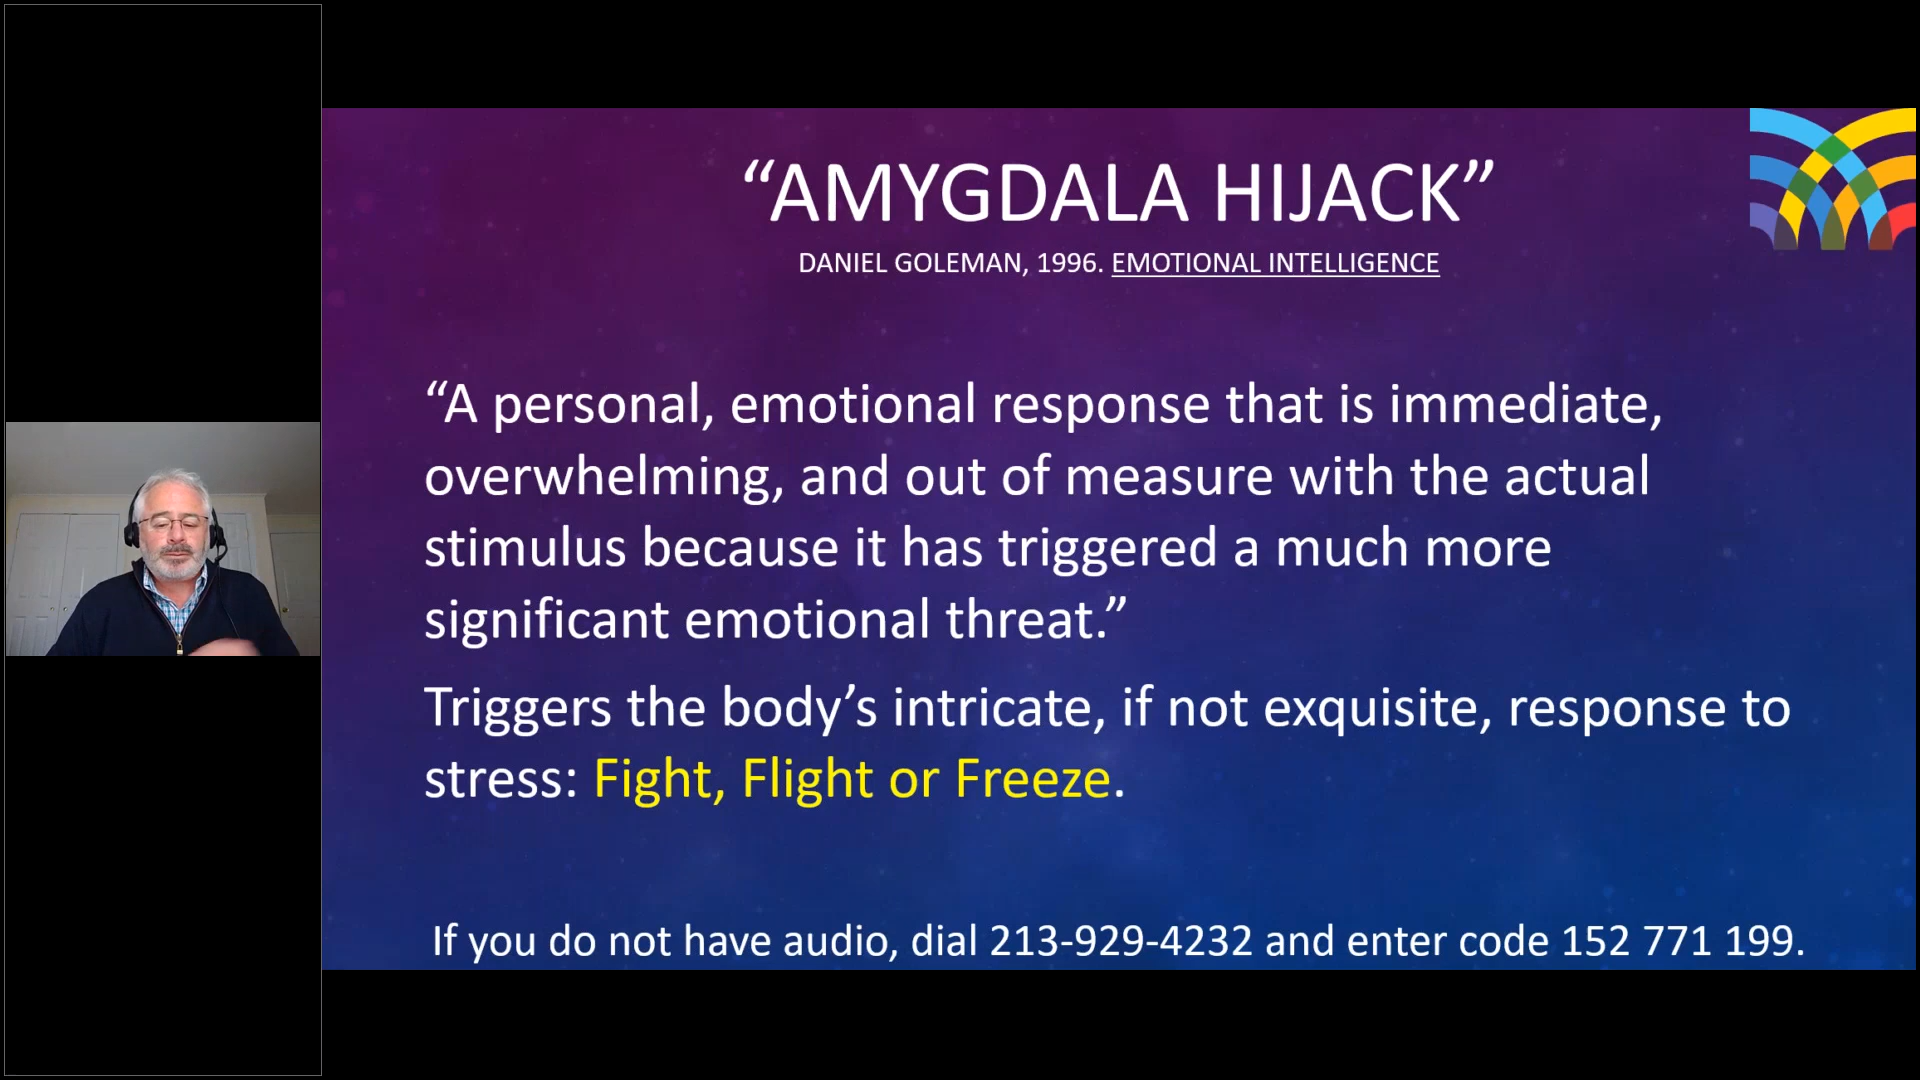 “AMYGDALA HIJACK”
DANIEL GOLEMAN, 1996. EMOTIONAL INTELLIGENCE
“A personal, emotional response that is immediate,
overwhelming, and out of measure with the actual
stimulus because it has triggered a much more
significant emotional threat.”
Triggers the body’s intricate, if not exquisite, response to
stress: Fight, Flight or Freeze.
If you do not have audio, dial 213-929-4232 and enter code 152 771 199.